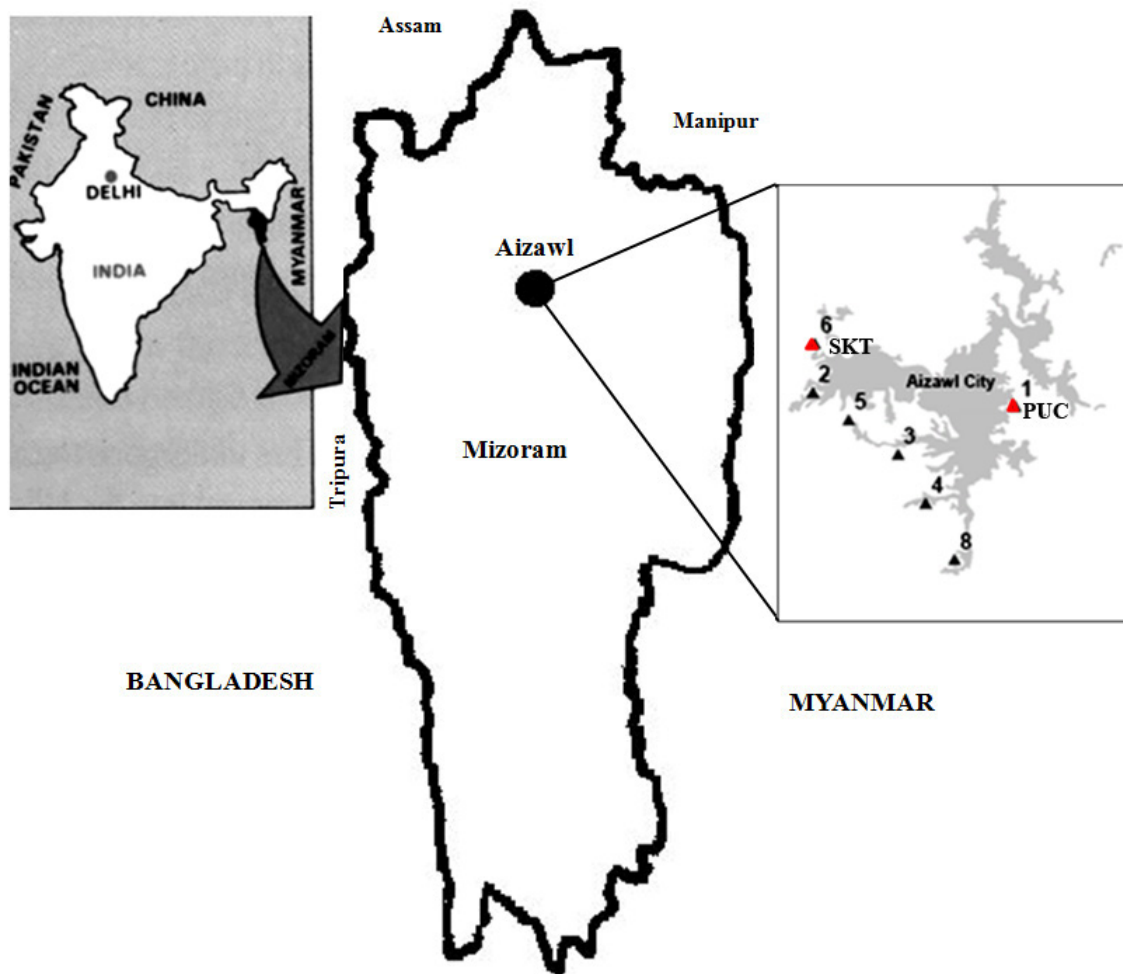 Assam
CHINA
PAKISTAN
DELHI
MYANMAR
INDIA
INDIAN
OCEAN
MIZORAM
Manipur
Aizawl
Tripura
Mizoram
6
SKT
2
5
Aizawl City
1
PUC
3
4
8
BANGLADESH
MYANMAR